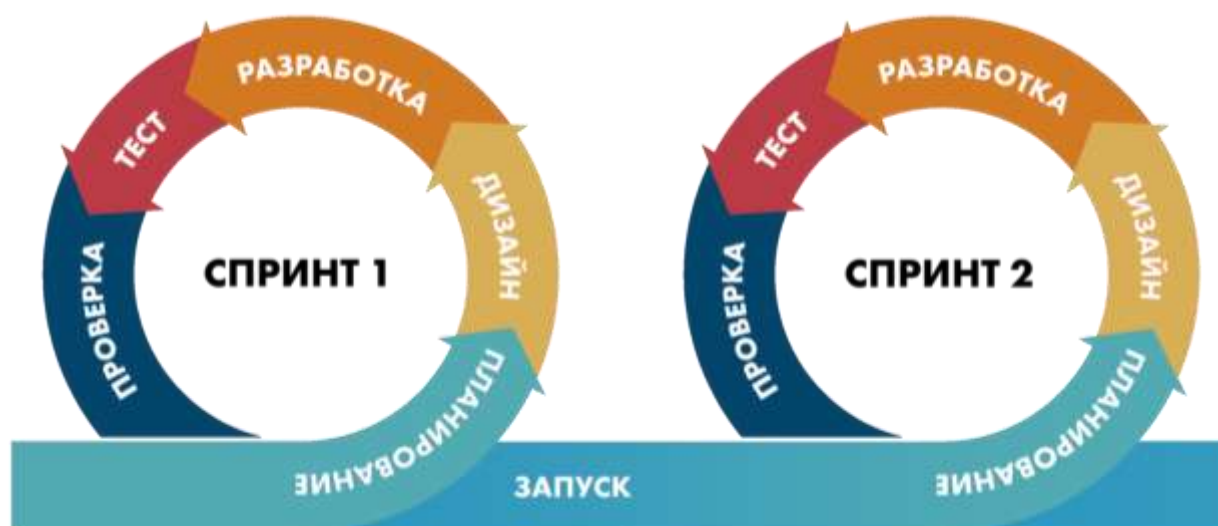 РАЗРАБОТКА
ТЕСТ
ДИЗАЙН
СПРИНТ 1
ПРОВЕРКА
ПЛАНИРОВАНИЕ
РАЗРАБОТКА
ТЕСТ
ДИЗАЙН
СПРИНТ 2
ПРОВЕРКА
ПЛАНИРОВАНИЕ
ЗАПУСК